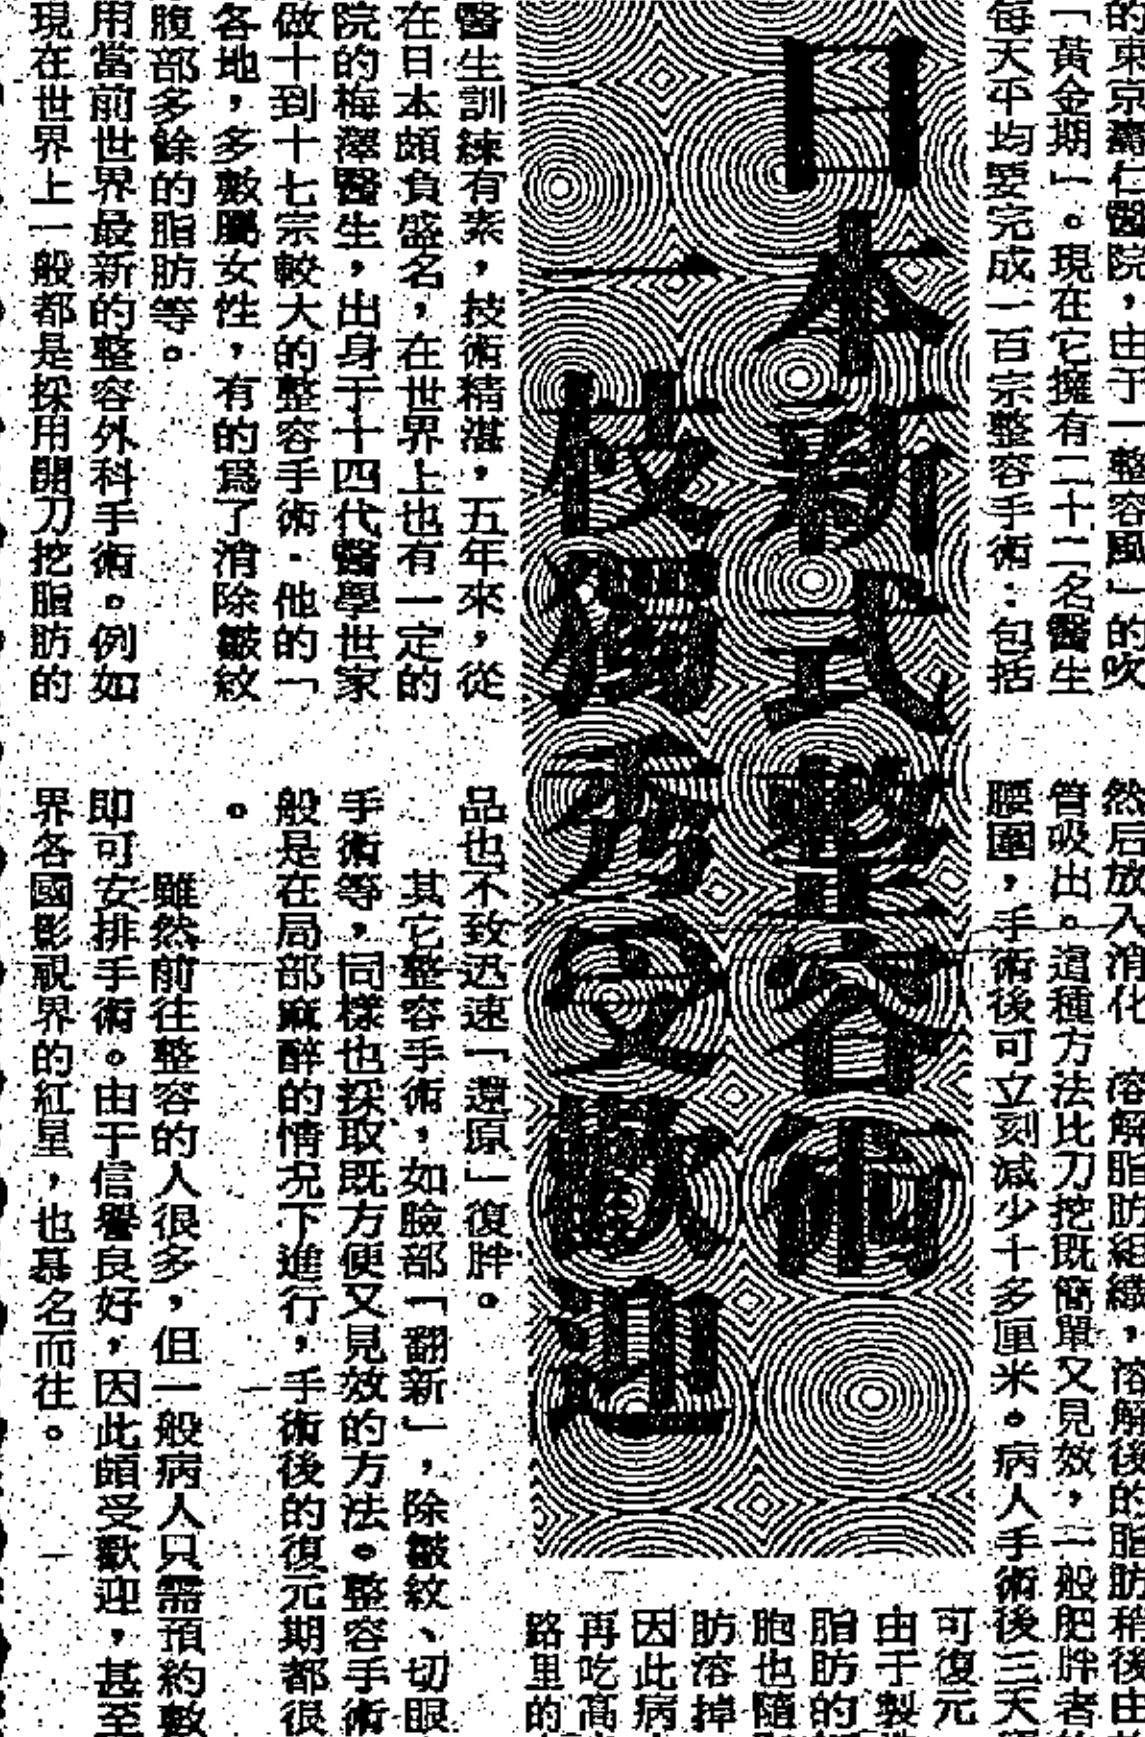 日本新式整容術
一枝獨秀受歡迎
的東京壽仁醫院，由于一整容風」的吹
「黃金期」。現在它擁有二十二名醫生
每天平均要完成一百宗整容手術：包括
醫生訓練有素，技術精湛，五年來，從
在日本頗負盛名，在世界上也有一定的
院的梅澤醫生，出身于十四代醫學世家
做十到十七宗較大的整容手術．他的「
各地，多數屬女性，有的爲了消除皺紋
腹部多餘的脂肪等。
用當前世界最新的整容外科手術。例如
現在世界上一般都是採用開刀挖脂肪的
然后放入消化、溶解脂肪組織，溶解後的脂肪稍後由
管吸出。這種方法比刀挖既簡單又見效，一般肥胖者
腰圍，手術後可立刻減少十多厘米。病人手術後三天
可復元
由于製
脂肪的
胞也隨
肪溶掉
因此病
再吃高
路里的
品也不致迅速「還原」復胖。
其它整容手術，如臉部「翻新」，除皺紋、切眼
手術等，同樣也採取既方便又見效的方法。整容手術
般是在局部麻醉的情況下進行，手術後的復元期都很
。
雖然前往整容的人很多，但一般病人只需預約數
即可安排手術。由于信譽良好，因此頗受歡迎，甚至
界各國影視界的紅星，也慕名而往。